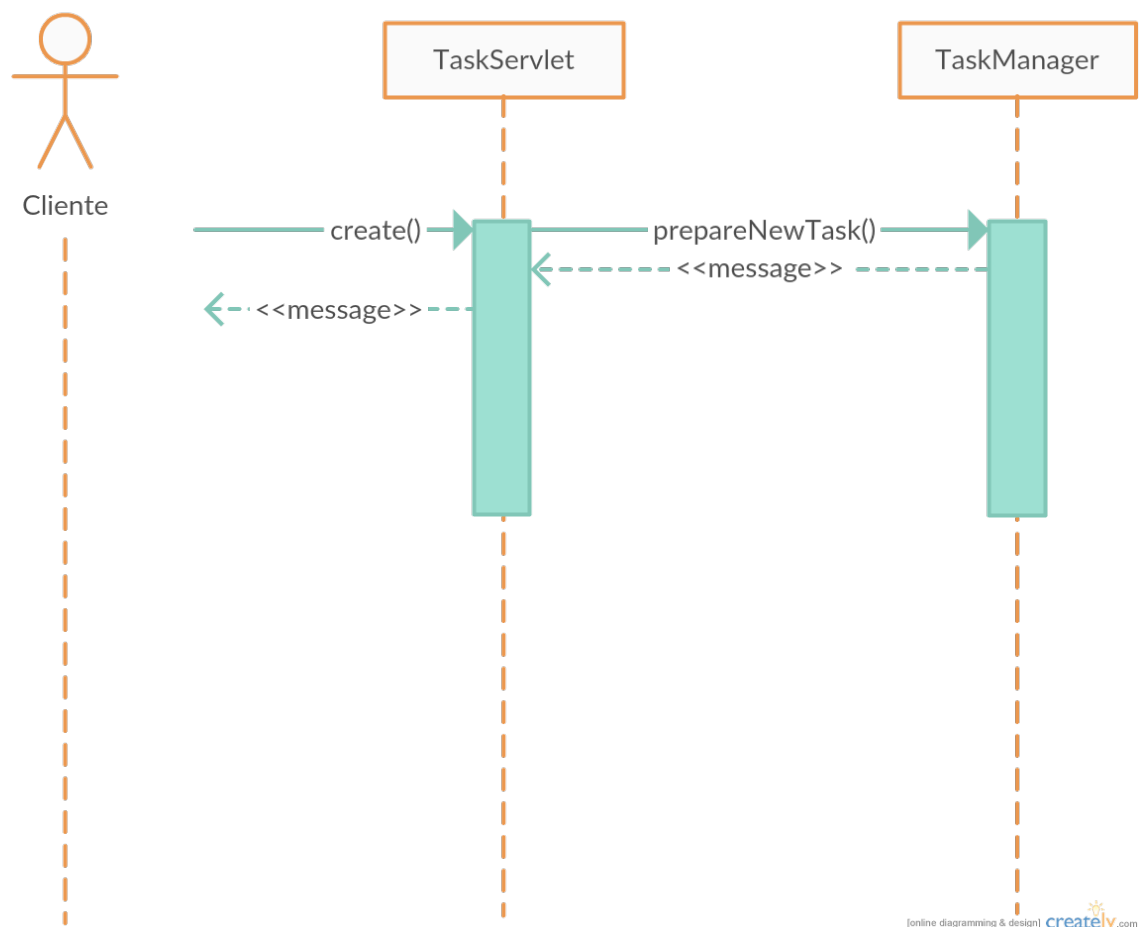 TaskServlet
TaskManager
Cliente
create()
prepareNewTask()
<<message>>
<<message>>
[online diagramming & design] creately.com